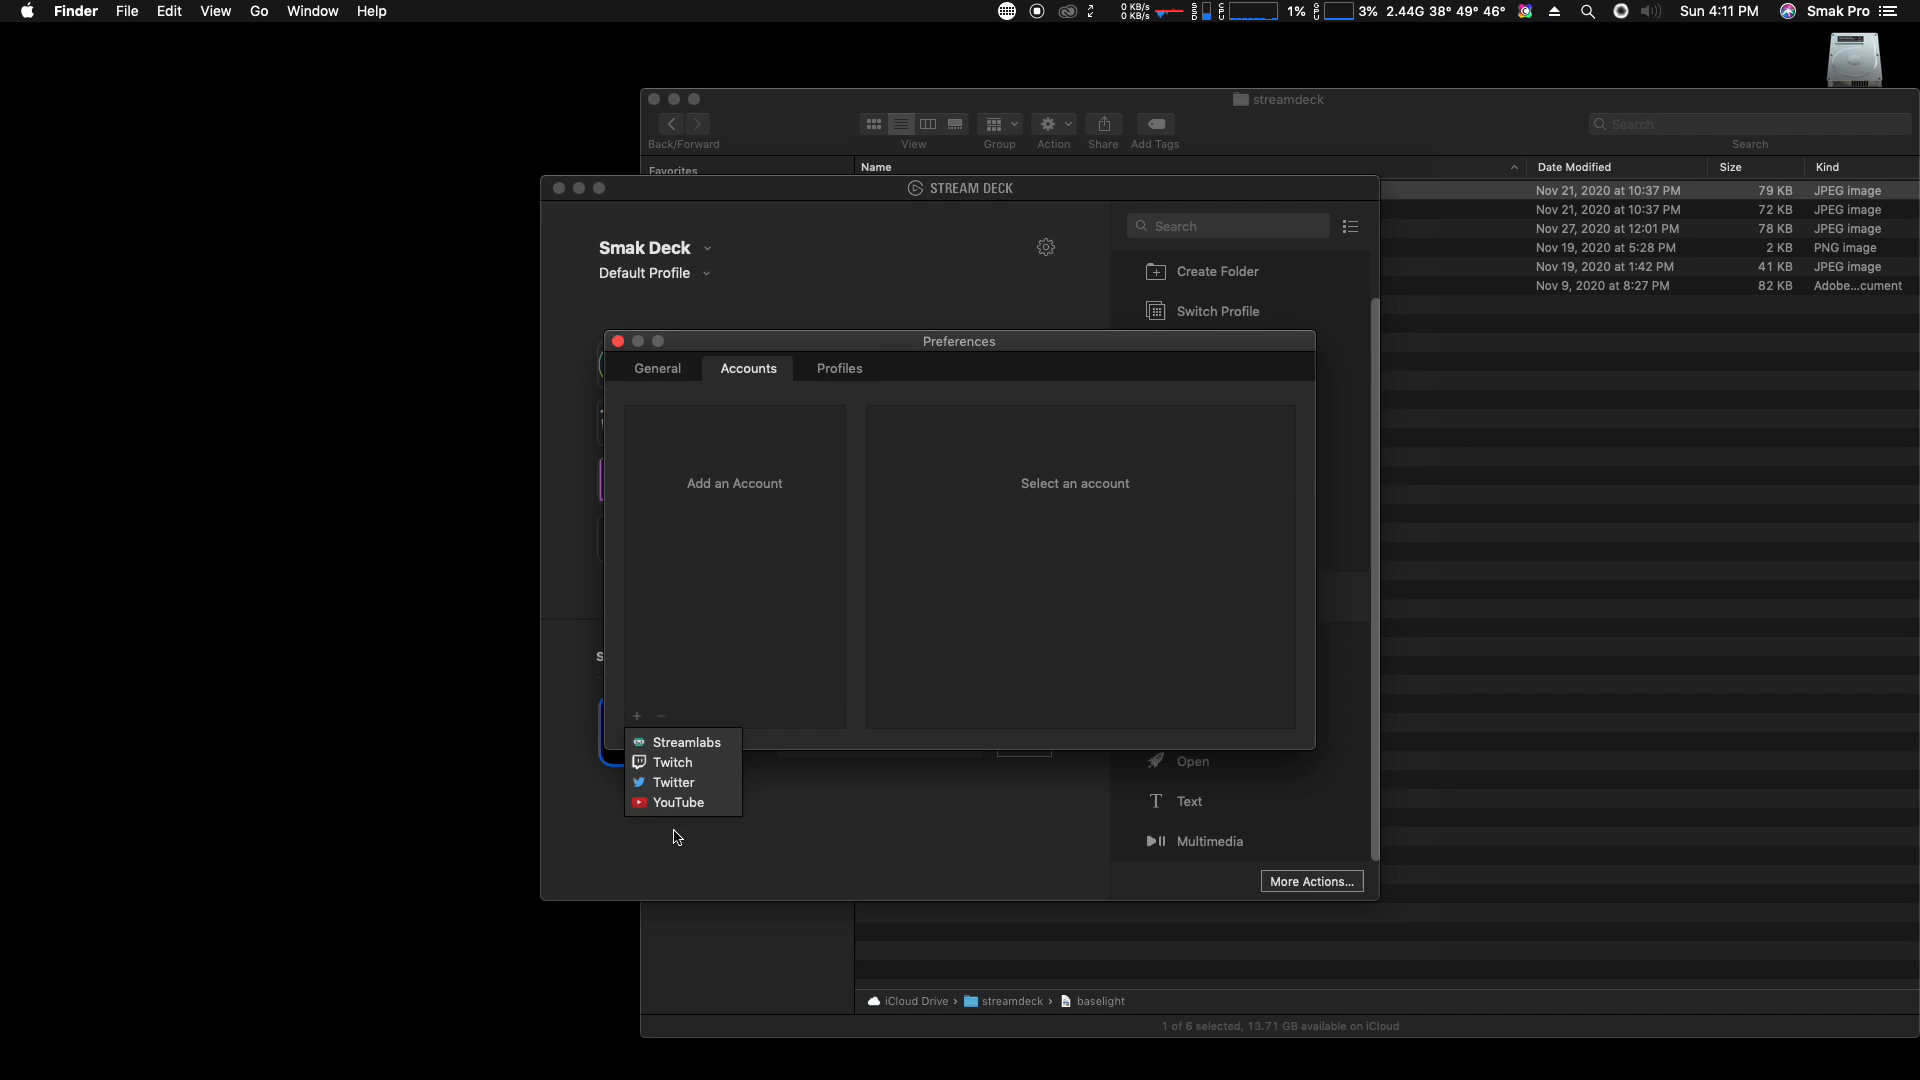 Finder File Edit View Go Window Help
0 KB/s
0 KB/s
SSD CPU 1% GPU 3% 2.44G 38° 49° 46° Sun 4:11 PM Smak Pro
streamdeck
Search
Back/Forward View Group Action Share Add Tags Search
Favorites
Name Date Modified Size Kind
Nov 21, 2020 at 10:37 PM 79 KB JPEG image
Nov 21, 2020 at 10:37 PM 72 KB JPEG image
Nov 27, 2020 at 12:01 PM 78 KB JPEG image
Nov 19, 2020 at 5:28 PM 2 KB PNG image
Nov 19, 2020 at 1:42 PM 41 KB JPEG image
Nov 9, 2020 at 8:27 PM 82 KB Adobe...cument
STREAM DECK
Smak Deck
Default Profile
Search
Create Folder
Switch Profile
Preferences
General Accounts Profiles
Add an Account
Select an account
+ −
Streamlabs
Twitch
Twitter
YouTube
S
Open
Text
Multimedia
More Actions...
iCloud Drive › streamdeck › baselight
1 of 6 selected, 13.71 GB available on iCloud